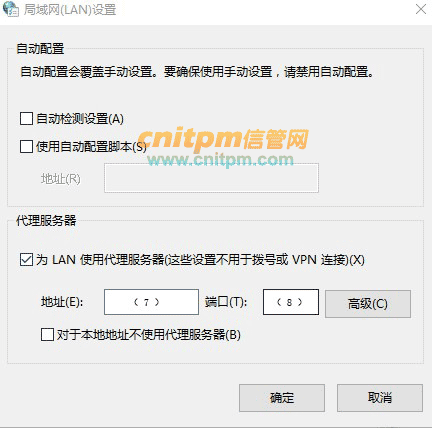 局域网(LAN)设置
自动配置
自动配置会覆盖手动设置。要确保使用手动设置，请禁用自动配置。
自动检测设置(A)
使用自动配置脚本(S)
cnitpm信管网
www.cnitpm.com
地址(R)
代理服务器
为 LAN 使用代理服务器(这些设置不用于拨号或 VPN 连接)(X)
地址(E): （7） 端口(T): （8） 高级(C)
对于本地地址不使用代理服务器(B)
确定 取消